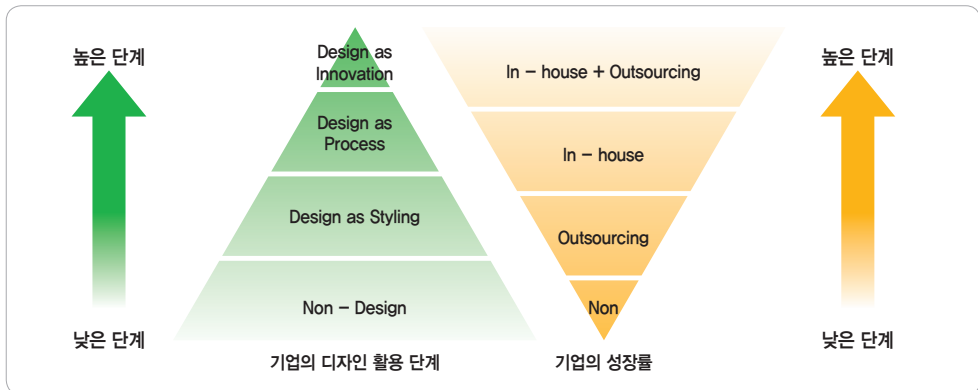 높은 단계
낮은 단계
Design as
Innovation
Design as
Process
Design as Styling
Non - Design
기업의 디자인 활용 단계
In - house + Outsourcing
In - house
Outsourcing
Non
기업의 성장률
높은 단계
낮은 단계